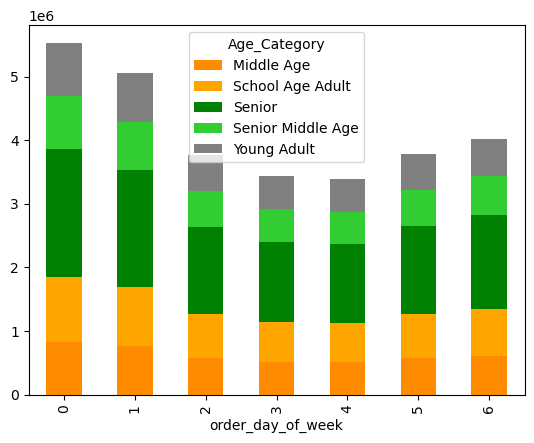 1e6
Age_Category
Middle Age
School Age Adult
Senior
Senior Middle Age
Young Adult
5
4
3
2
1
0
0 1 2 3 4 5 6
order_day_of_week